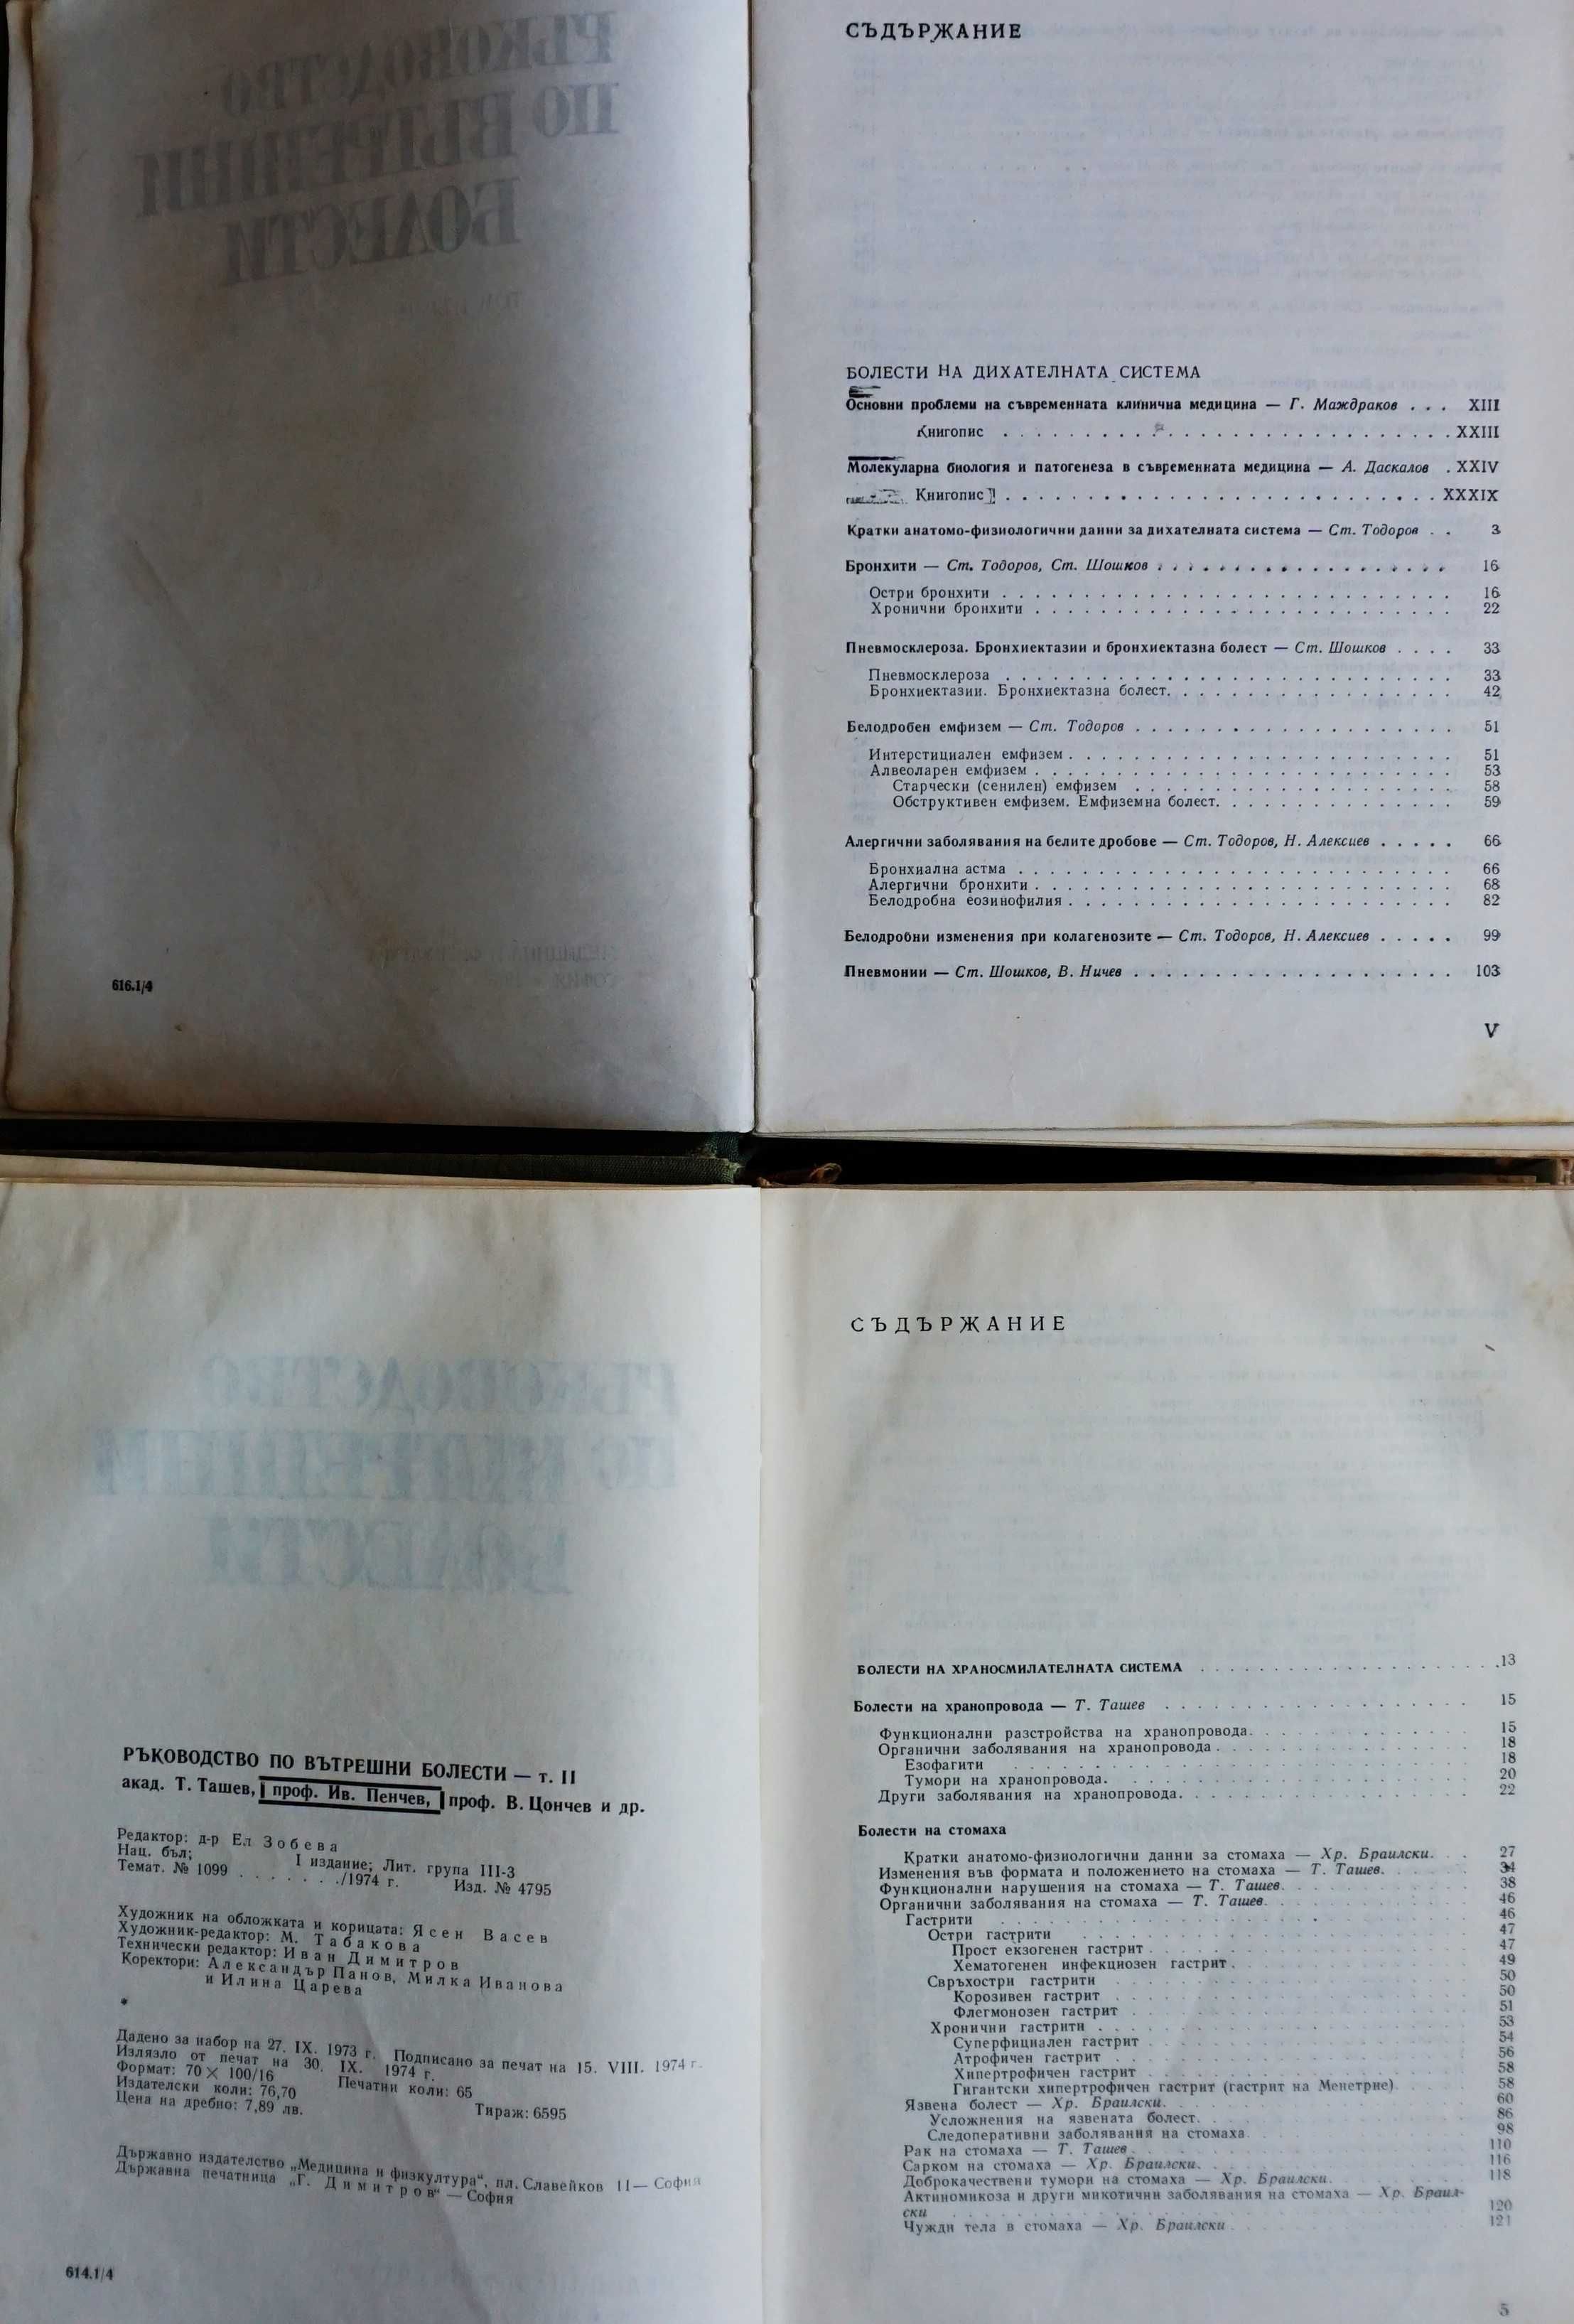 616.1/4
СЪДЪРЖАНИЕ
БОЛЕСТИ НА ДИХАТЕЛНАТА СИСТЕМА
Основни проблеми на съвременната клинична медицина — Г. Маждраков . . . XIII
Книгопис . . . . . . . . . . . . . . . . . . . . . . . . . . . XXIII
Молекуларна биология и патогенеза в съвременната медицина — А. Даскалов . XXIV
Книгопис . . . . . . . . . . . . . . . . . . . . . . . . . . XXXIX
Кратки анатомо-физиологични данни за дихателната система — Ст. Тодоров . . 3
Бронхити — Ст. Тодоров, Ст. Шошков . . . . . . . . . . . . . . . . . . 16
Остри бронхити . . . . . . . . . . . . . . . . . . . . . . . . 16
Хронични бронхити . . . . . . . . . . . . . . . . . . . . . . 22
Пневмосклероза. Бронхиектазии и бронхиектазна болест — Ст. Шошков . . . . 33
Пневмосклероза . . . . . . . . . . . . . . . . . . . . . . . . 33
Бронхиектазии. Бронхиектазна болест. . . . . . . . . . . . . . . . 42
Белодробен емфизем — Ст. Тодоров . . . . . . . . . . . . . . . . . . . 51
Интерстициален емфизем . . . . . . . . . . . . . . . . . . . . . 51
Алвеоларен емфизем . . . . . . . . . . . . . . . . . . . . . . 53
Старчески (сенилен) емфизем . . . . . . . . . . . . . . . . . . 58
Обструктивен емфизем. Емфиземна болест. . . . . . . . . . . . . . 59
Алергични заболявания на белите дробове — Ст. Тодоров, Н. Алексиев . . . . . 66
Бронхиална астма . . . . . . . . . . . . . . . . . . . . . . . 66
Алергични бронхити . . . . . . . . . . . . . . . . . . . . . . 68
Белодробна еозинофилия . . . . . . . . . . . . . . . . . . . . . 82
Белодробни изменения при колагенозите — Ст. Тодоров, Н. Алексиев . . . . . 99
Пневмонии — Ст. Шошков, В. Ничев . . . . . . . . . . . . . . . . . . . 103
V
РЪКОВОДСТВО ПО ВЪТРЕШНИ БОЛЕСТИ — т. II
акад. Т. Ташев, проф. Ив. Пенчев, проф. В. Цончев и др.
Редактор: д-р Ел Зобева
Нац. бъл; I издание; Лит. група III-3
Темат. № 1099 . . . . . . ./1974 г. Изд. № 4795
Художник на обложката и корицата: Ясен Васев
Художник-редактор: М. Табакова
Технически редактор: Иван Димитров
Коректори: Александър Панов, Милка Иванова
и Илина Царева
Дадено за набор на 27. IX. 1973 г. Подписано за печат на 15. VIII. 1974 г.
Излязло от печат на 30. IX. 1974 г.
Формат: 70 × 100/16 Печатни коли: 65
Издателски коли: 76,70
Цена на дребно: 7,89 лв. Тираж: 6595
Държавно издателство „Медицина и физкултура“, пл. Славейков 11 — София
Държавна печатница „Г. Димитров“ — София
614.1/4
СЪДЪРЖАНИЕ
БОЛЕСТИ НА ХРАНОСМИЛАТЕЛНАТА СИСТЕМА . . . . . . . . . . . . . . . . 13
Болести на хранопровода — Т. Ташев . . . . . . . . . . . . . . . . . 15
Функционални разстройства на хранопровода. . . . . . . . . . . . . 15
Органични заболявания на хранопровода . . . . . . . . . . . . . . 18
Езофагити . . . . . . . . . . . . . . . . . . . . . . . . 18
Тумори на хранопровода. . . . . . . . . . . . . . . . . . . 20
Други заболявания на хранопровода. . . . . . . . . . . . . . . . 22
Болести на стомаха
Кратки анатомо-физиологични данни за стомаха — Хр. Браилски. . . 27
Изменения във формата и положението на стомаха — Т. Ташев. . . . . 34
Функционални нарушения на стомаха — Т. Ташев. . . . . . . . . . . 38
Органични заболявания на стомаха — Т. Ташев. . . . . . . . . . . . 46
Гастрити . . . . . . . . . . . . . . . . . . . . . . . . 46
Остри гастрити . . . . . . . . . . . . . . . . . . . . 47
Прост екзогенен гастрит . . . . . . . . . . . . . . . . 47
Хематогенен инфекциозен гастрит. . . . . . . . . . . . . 49
Свръхостри гастрити . . . . . . . . . . . . . . . . . . 50
Корозивен гастрит . . . . . . . . . . . . . . . . . . 50
Флегмонозен гастрит . . . . . . . . . . . . . . . . . 51
Хронични гастрити . . . . . . . . . . . . . . . . . . . 53
Суперфициален гастрит . . . . . . . . . . . . . . . . 54
Атрофичен гастрит . . . . . . . . . . . . . . . . . . 56
Хипертрофичен гастрит . . . . . . . . . . . . . . . . 58
Гигантски хипертрофичен гастрит (гастрит на Менетрие) . . . 58
Язвена болест — Хр. Браилски. . . . . . . . . . . . . . . . 60
Усложнения на язвената болест. . . . . . . . . . . . . . 86
Следоперативни заболявания на стомаха. . . . . . . . . . . 98
Рак на стомаха — Т. Ташев . . . . . . . . . . . . . . . . . 110
Сарком на стомаха — Хр. Браилски. . . . . . . . . . . . . . 116
Доброкачествени тумори на стомаха — Хр. Браилски. . . . . . . 118
Актиномикоза и други микотични заболявания на стомаха — Хр. Браил-
ски . . . . . . . . . . . . . . . . . . . . . . . . . . 120
Чужди тела в стомаха — Хр. Браилски . . . . . . . . . . . . . 121
5